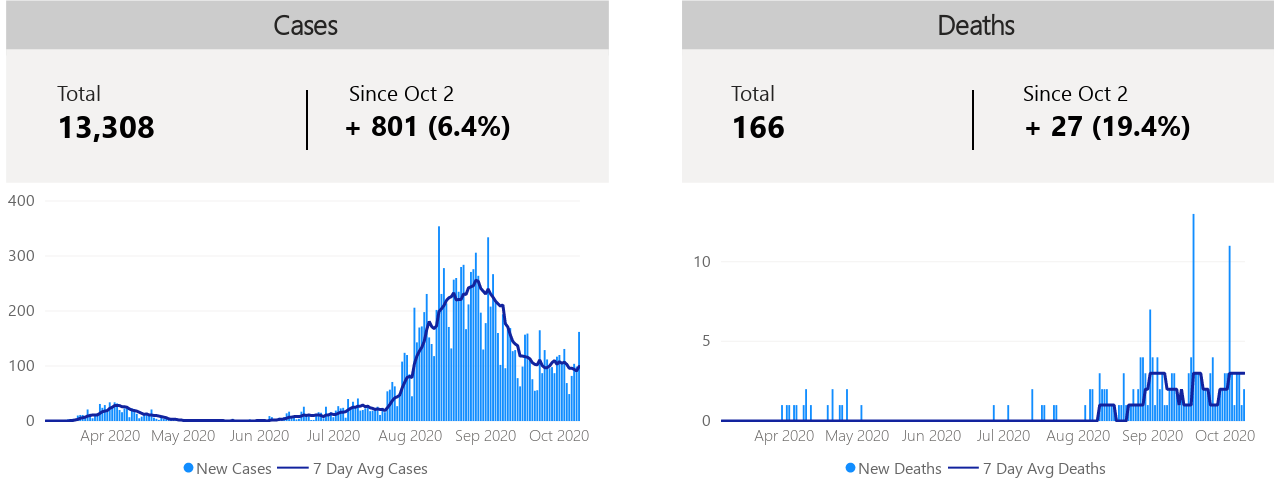 Cases
Total
13,308
Since Oct 2
+ 801 (6.4%)
400
300
200
100
0
Apr 2020 May 2020 Jun 2020 Jul 2020 Aug 2020 Sep 2020 Oct 2020
New Cases 7 Day Avg Cases
Deaths
Total
166
Since Oct 2
+ 27 (19.4%)
10
5
0
Apr 2020 May 2020 Jun 2020 Jul 2020 Aug 2020 Sep 2020 Oct 2020
New Deaths 7 Day Avg Deaths